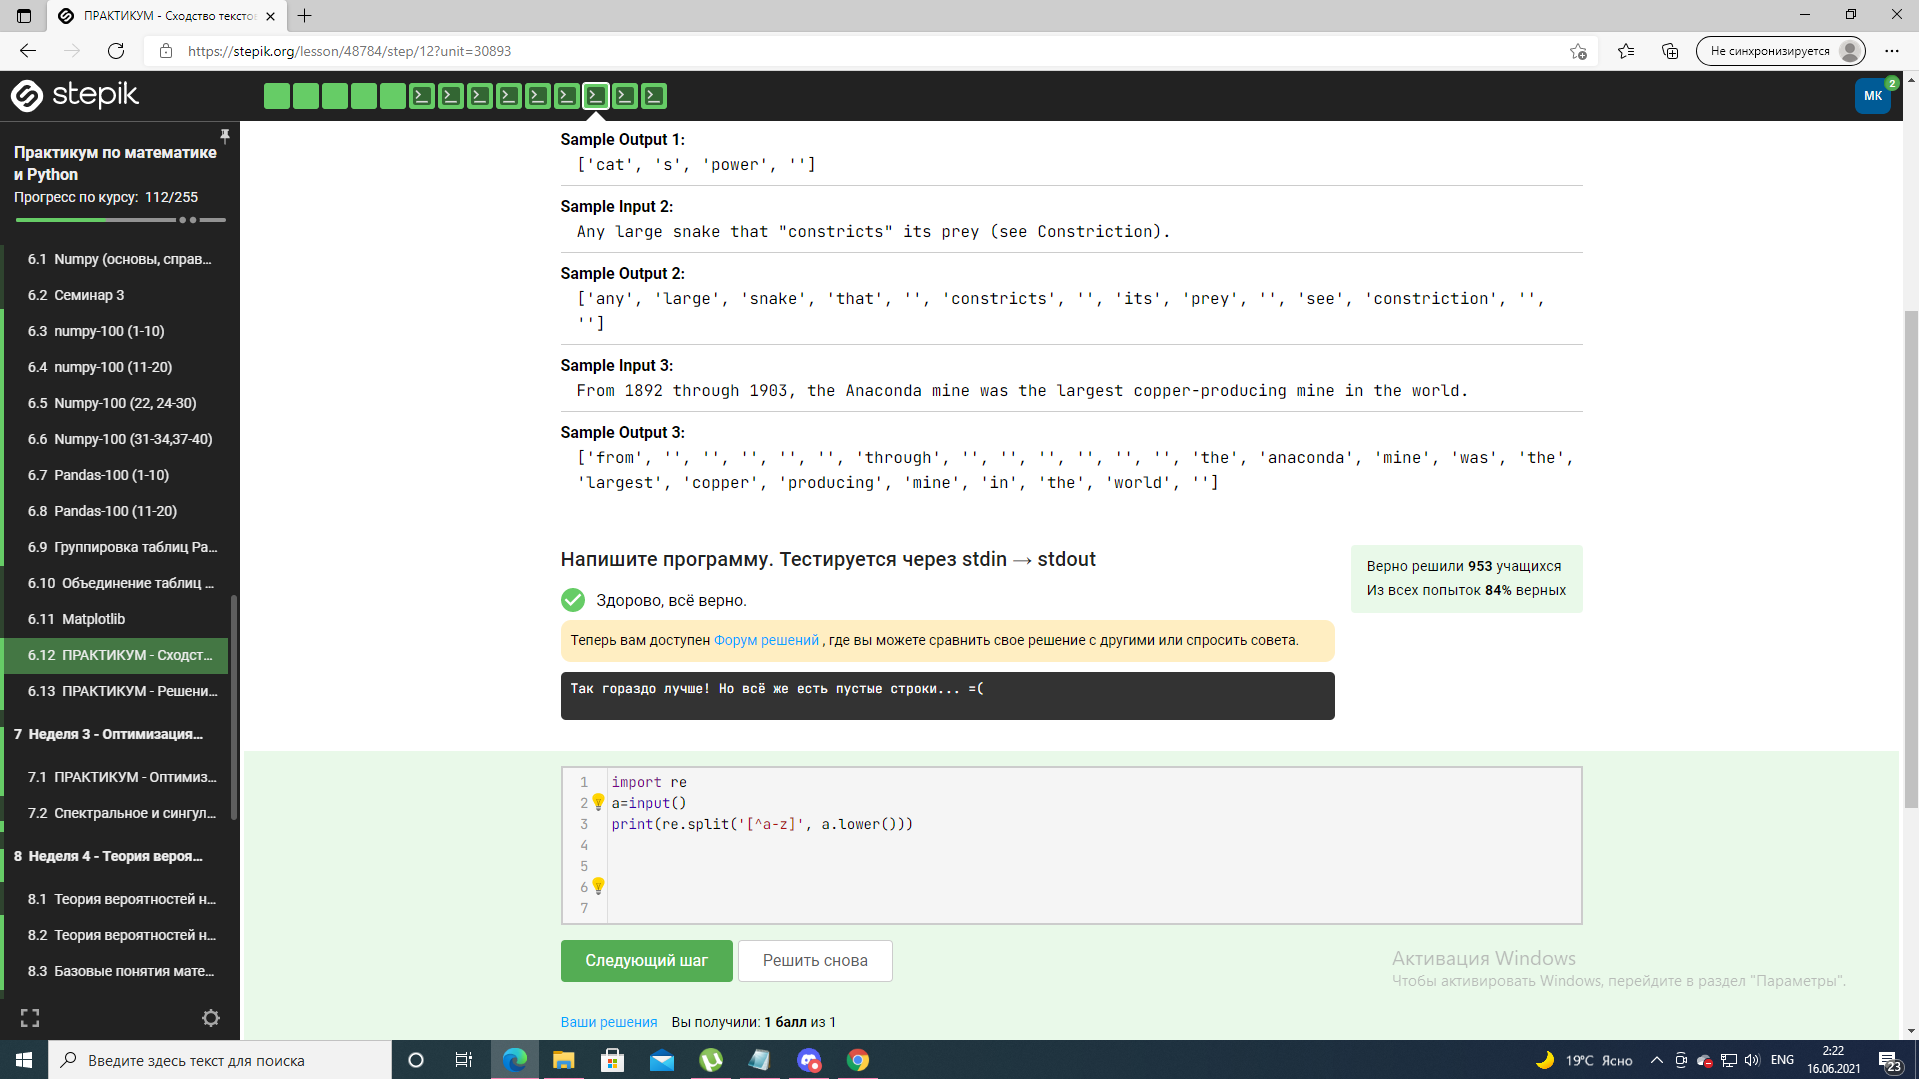 ПРАКТИКУМ - Сходство тексто
https://stepik.org/lesson/48784/step/12?unit=30893
Не синхронизируется
stepik
МК
2
Практикум по математике
и Python
Прогресс по курсу: 112/255
6.1 Numpy (основы, справ...
6.2 Семинар 3
6.3 numpy-100 (1-10)
6.4 numpy-100 (11-20)
6.5 Numpy-100 (22, 24-30)
6.6 Numpy-100 (31-34,37-40)
6.7 Pandas-100 (1-10)
6.8 Pandas-100 (11-20)
6.9 Группировка таблиц Pa...
6.10 Объединение таблиц ...
6.11 Matplotlib
6.12 ПРАКТИКУМ - Сходст...
6.13 ПРАКТИКУМ - Решени...
7 Неделя 3 - Оптимизация...
7.1 ПРАКТИКУМ - Оптимиз...
7.2 Спектральное и сингул...
8 Неделя 4 - Теория вероя...
8.1 Теория вероятностей н...
8.2 Теория вероятностей н...
8.3 Базовые понятия мате...
Sample Output 1:
['cat', 's', 'power', '']
Sample Input 2:
Any large snake that "constricts" its prey (see Constriction).
Sample Output 2:
['any', 'large', 'snake', 'that', '', 'constricts', '', 'its', 'prey', '', 'see', 'constriction', '',
'']
Sample Input 3:
From 1892 through 1903, the Anaconda mine was the largest copper-producing mine in the world.
Sample Output 3:
['from', '', '', '', '', '', 'through', '', '', '', '', '', '', 'the', 'anaconda', 'mine', 'was', 'the',
'largest', 'copper', 'producing', 'mine', 'in', 'the', 'world', '']
Напишите программу. Тестируется через stdin → stdout
Верно решили 953 учащихся
Из всех попыток 84% верных
Здорово, всё верно.
Теперь вам доступен Форум решений , где вы можете сравнить свое решение с другими или спросить совета.
Так гораздо лучше! Но всё же есть пустые строки... =(
1 import re
2 a=input()
3 print(re.split('[^a-z]', a.lower()))
4
5
6
7
Следующий шаг
Решить снова
Активация Windows
Чтобы активировать Windows, перейдите в раздел "Параметры".
Ваши решения Вы получили: 1 балл из 1
Введите здесь текст для поиска
19°C Ясно
ENG
2:22
16.06.2021
23